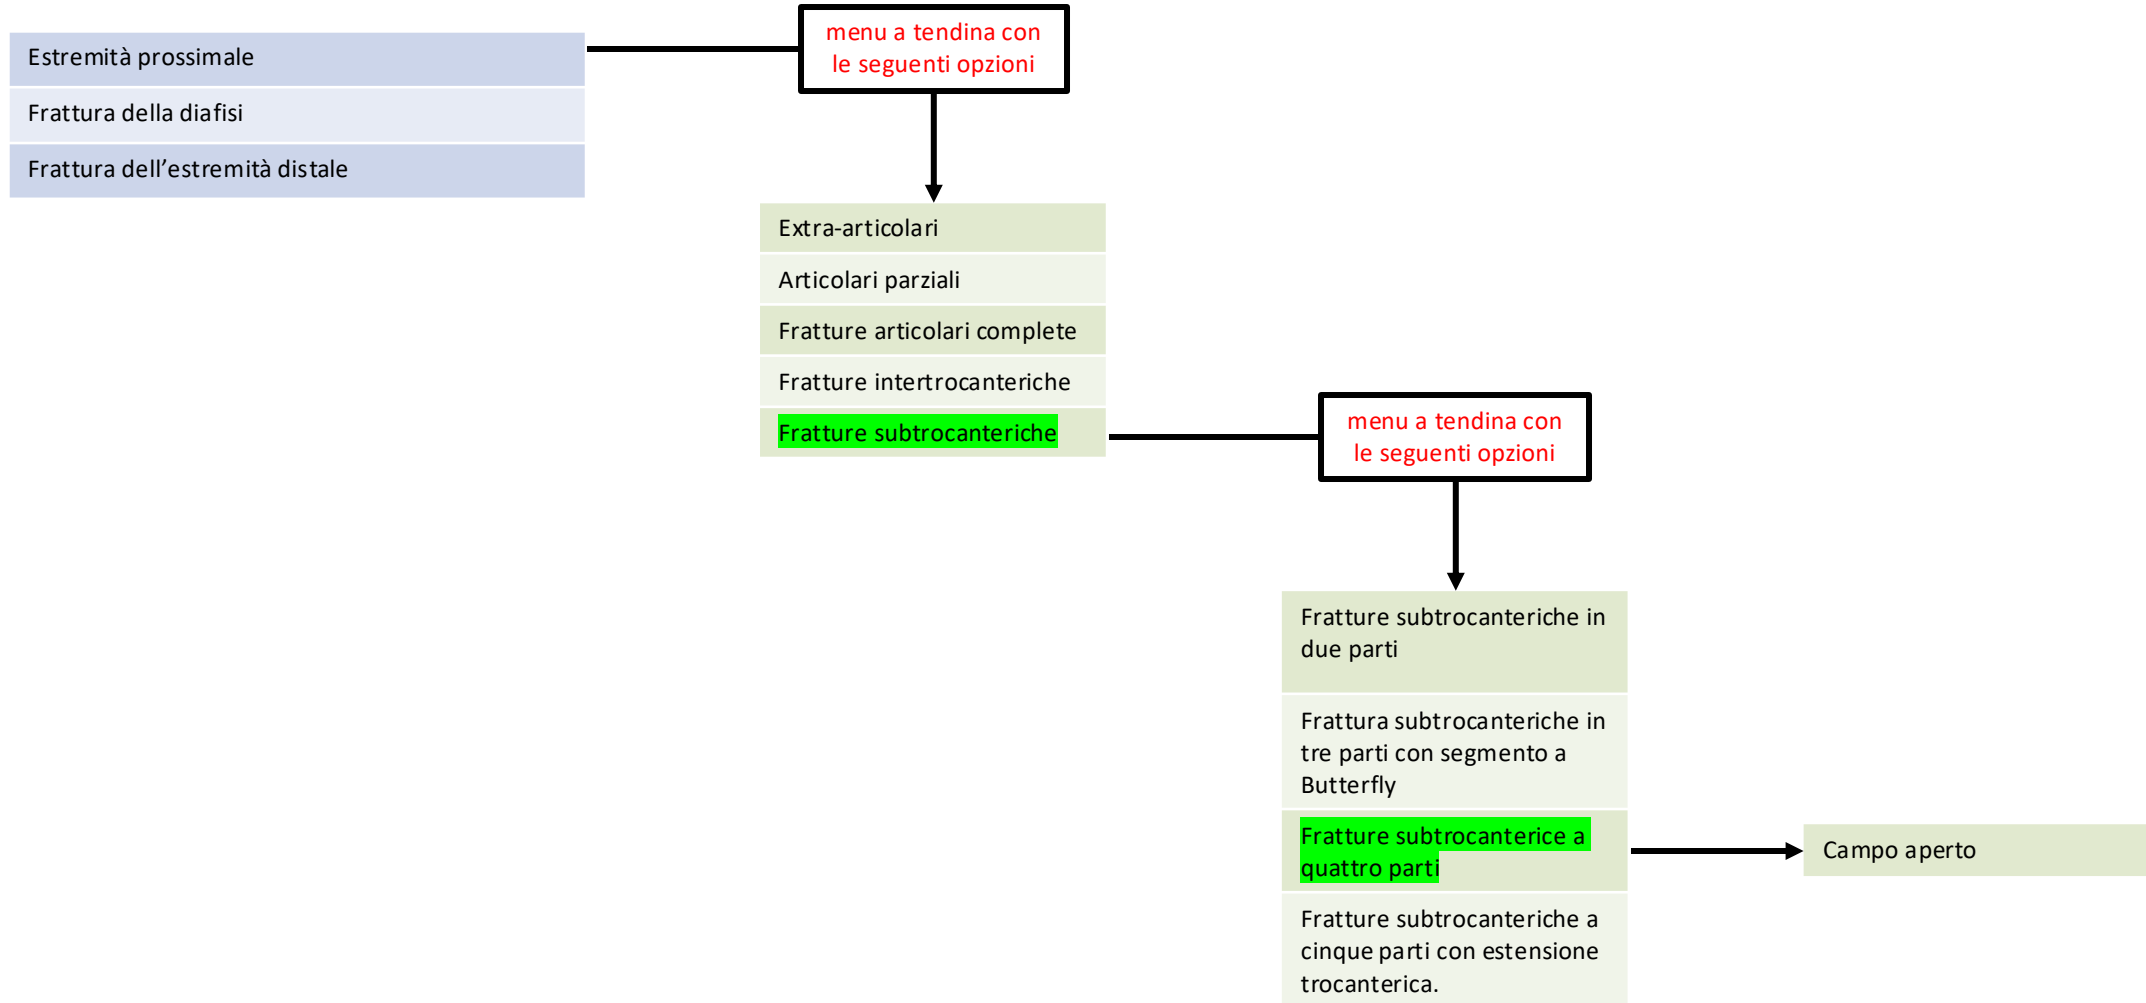 Estremità prossimale
Frattura della diafisi
Frattura dell’estremità distale
menu a tendina con
le seguenti opzioni
Extra-articolari
Articolari parziali
Fratture articolari complete
Fratture intertrocanteriche
Fratture subtrocanteriche
menu a tendina con
le seguenti opzioni
Fratture subtrocanteriche in
due parti
Frattura subtrocanteriche in
tre parti con segmento a
Butterfly
Fratture subtrocanterice a
quattro parti
Campo aperto
Fratture subtrocanteriche a
cinque parti con estensione
trocanterica.